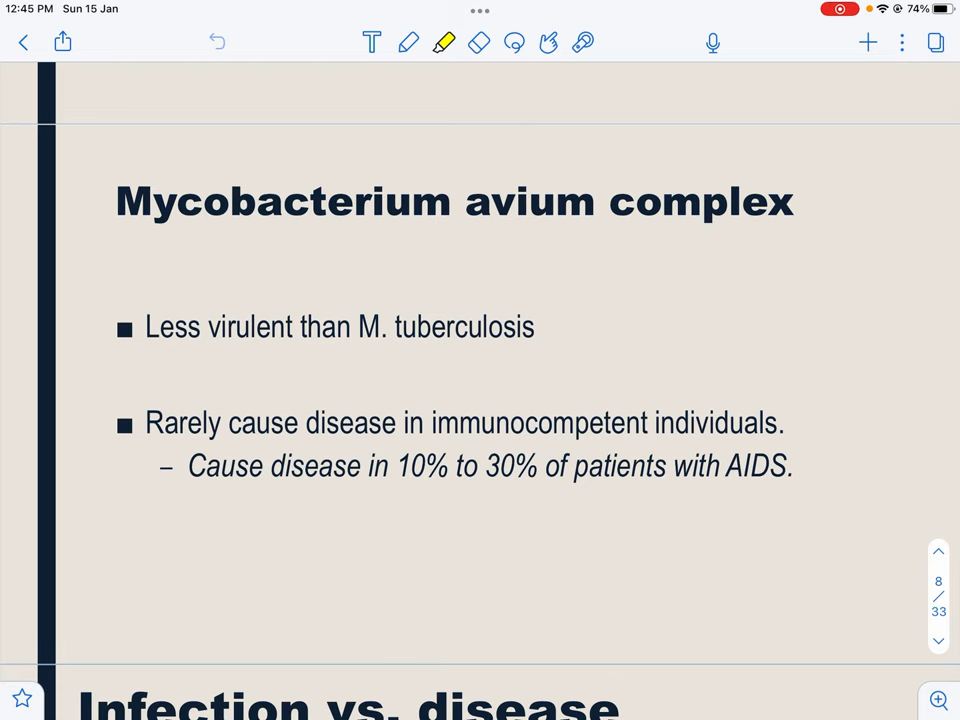 12:45 PM Sun 15 Jan
74%
Mycobacterium avium complex
■ Less virulent than M. tuberculosis
■ Rarely cause disease in immunocompetent individuals.
– Cause disease in 10% to 30% of patients with AIDS.
8
/
33
Infection vs. disease